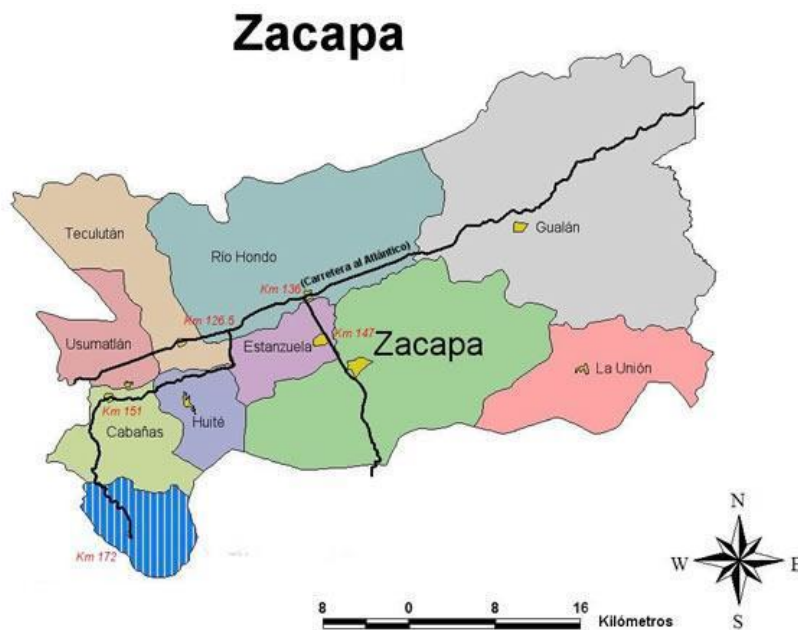 Zacapa
Teculután
Río Hondo
Gualán
(Carretera al Atlántico)
Km 136
Km 126.5
Usumatlán
Estanzuela
Km 147
Zacapa
La Unión
Km 151
Cabañas
Huité
Km 172
N
W
E
S
8 0 8 16 Kilómetros